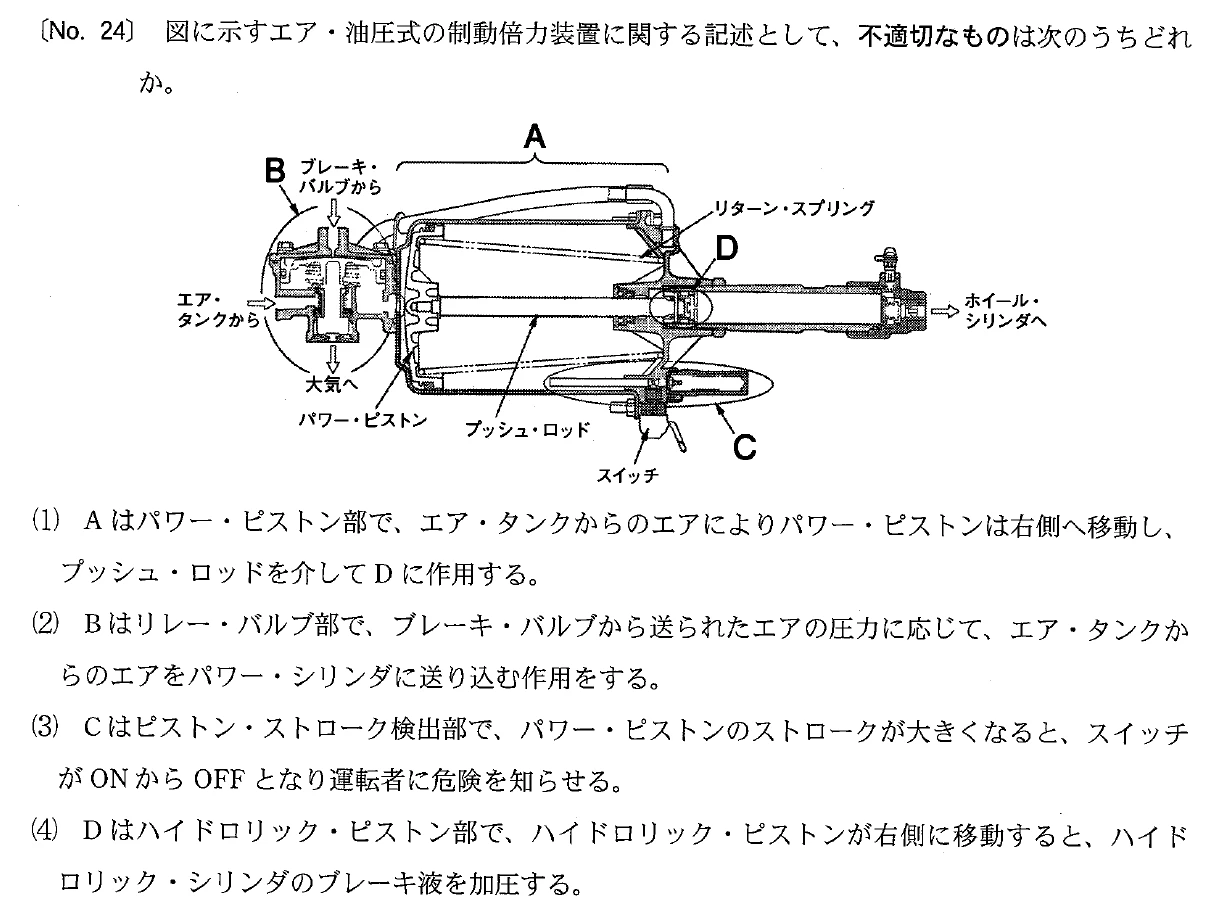 〔No. 24〕 図に示すエア・油圧式の制動倍力装置に関する記述として、不適切なものは次のうちどれ
か。
A
B
ブレーキ・
バルブから
リターン・スプリング
D
エア・
タンクから
ホイール・
シリンダへ
大気へ
パワー・ピストン
プッシュ・ロッド
C
スイッチ
⑴ Aはパワー・ピストン部で、エア・タンクからのエアによりパワー・ピストンは右側へ移動し、
プッシュ・ロッドを介してDに作用する。
⑵ Bはリレー・バルブ部で、ブレーキ・バルブから送られたエアの圧力に応じて、エア・タンクか
らのエアをパワー・シリンダに送り込む作用をする。
⑶ Cはピストン・ストローク検出部で、パワー・ピストンのストロークが大きくなると、スイッチ
がONからOFFとなり運転者に危険を知らせる。
⑷ Dはハイドロリック・ピストン部で、ハイドロリック・ピストンが右側に移動すると、ハイド
ロリック・シリンダのブレーキ液を加圧する。